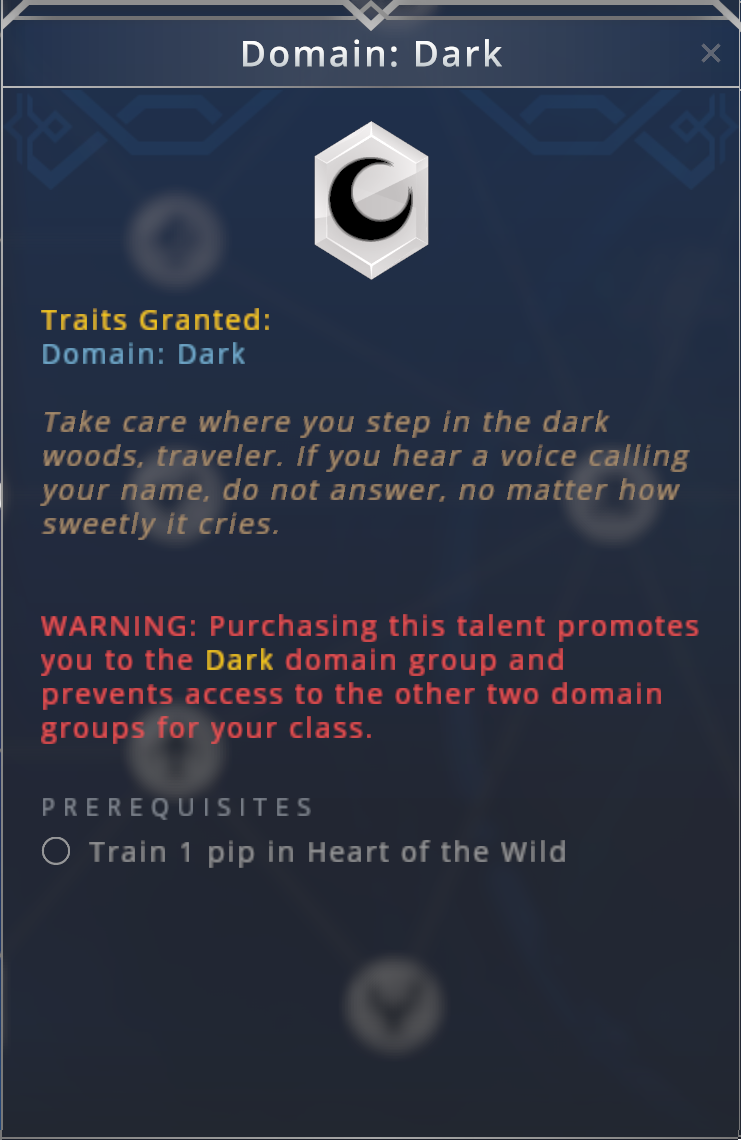 Domain: Dark
Traits Granted:
Domain: Dark
Take care where you step in the dark
woods, traveler. If you hear a voice calling
your name, do not answer, no matter how
sweetly it cries.
WARNING: Purchasing this talent promotes
you to the Dark domain group and
prevents access to the other two domain
groups for your class.
PREREQUISITES
Train 1 pip in Heart of the Wild